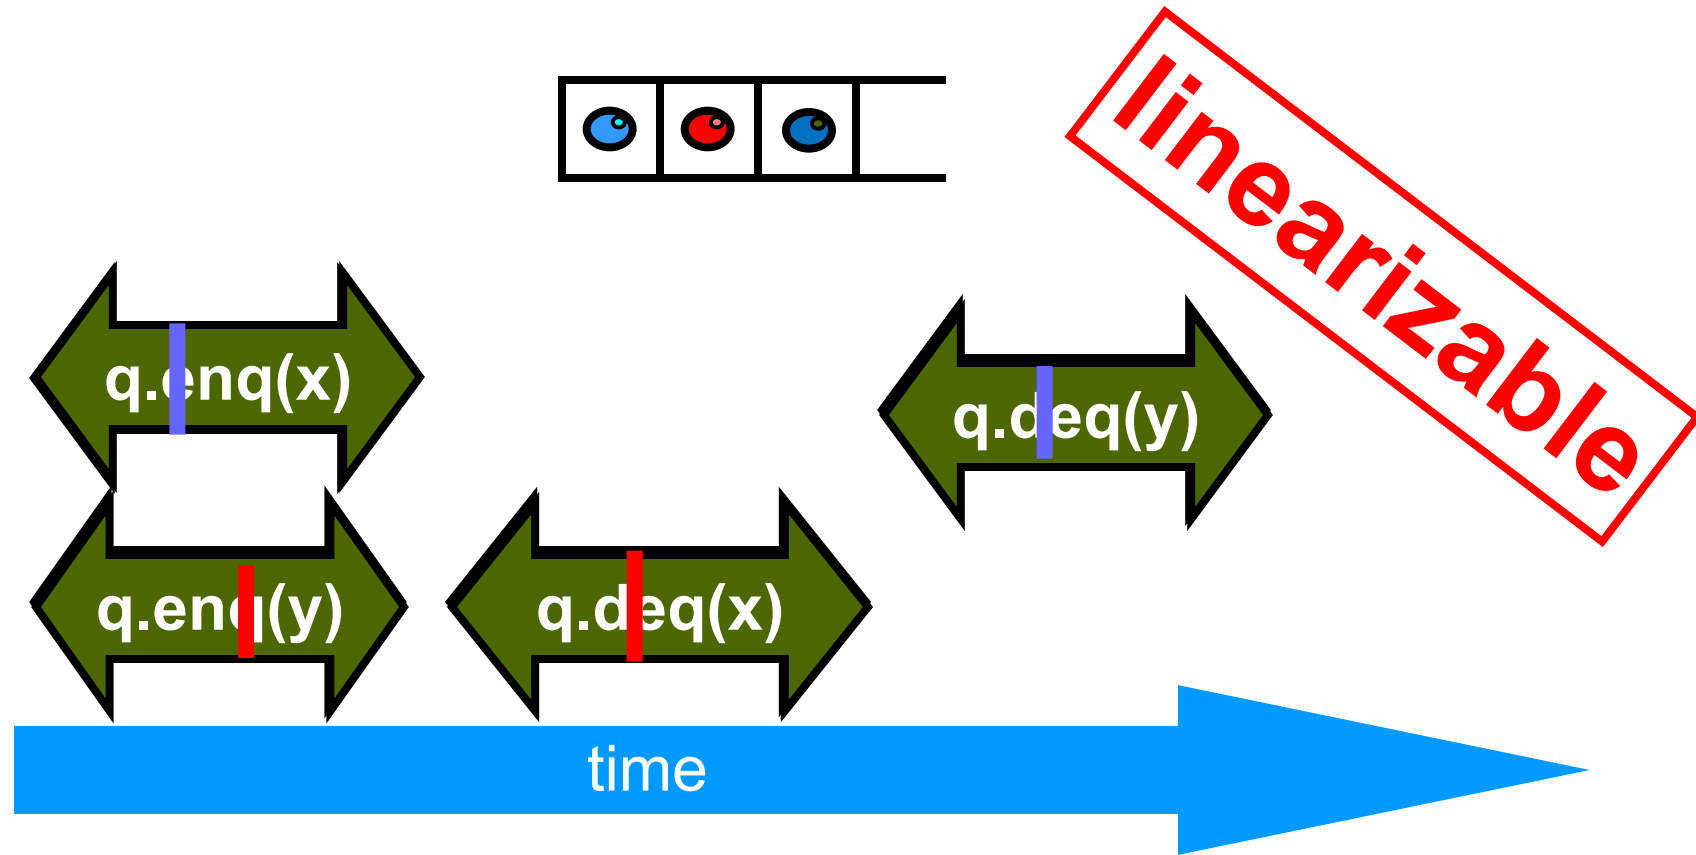 linearizable
q.enq(x)
q.deq(y)
q.enq(y)
q.deq(x)
time